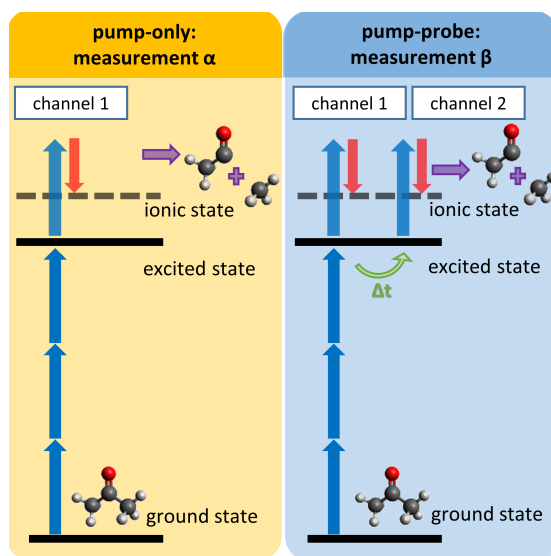 pump-only:
measurement α
channel 1
ionic state
excited state
ground state
pump-probe:
measurement β
channel 1
channel 2
ionic state
excited state
Δt
ground state